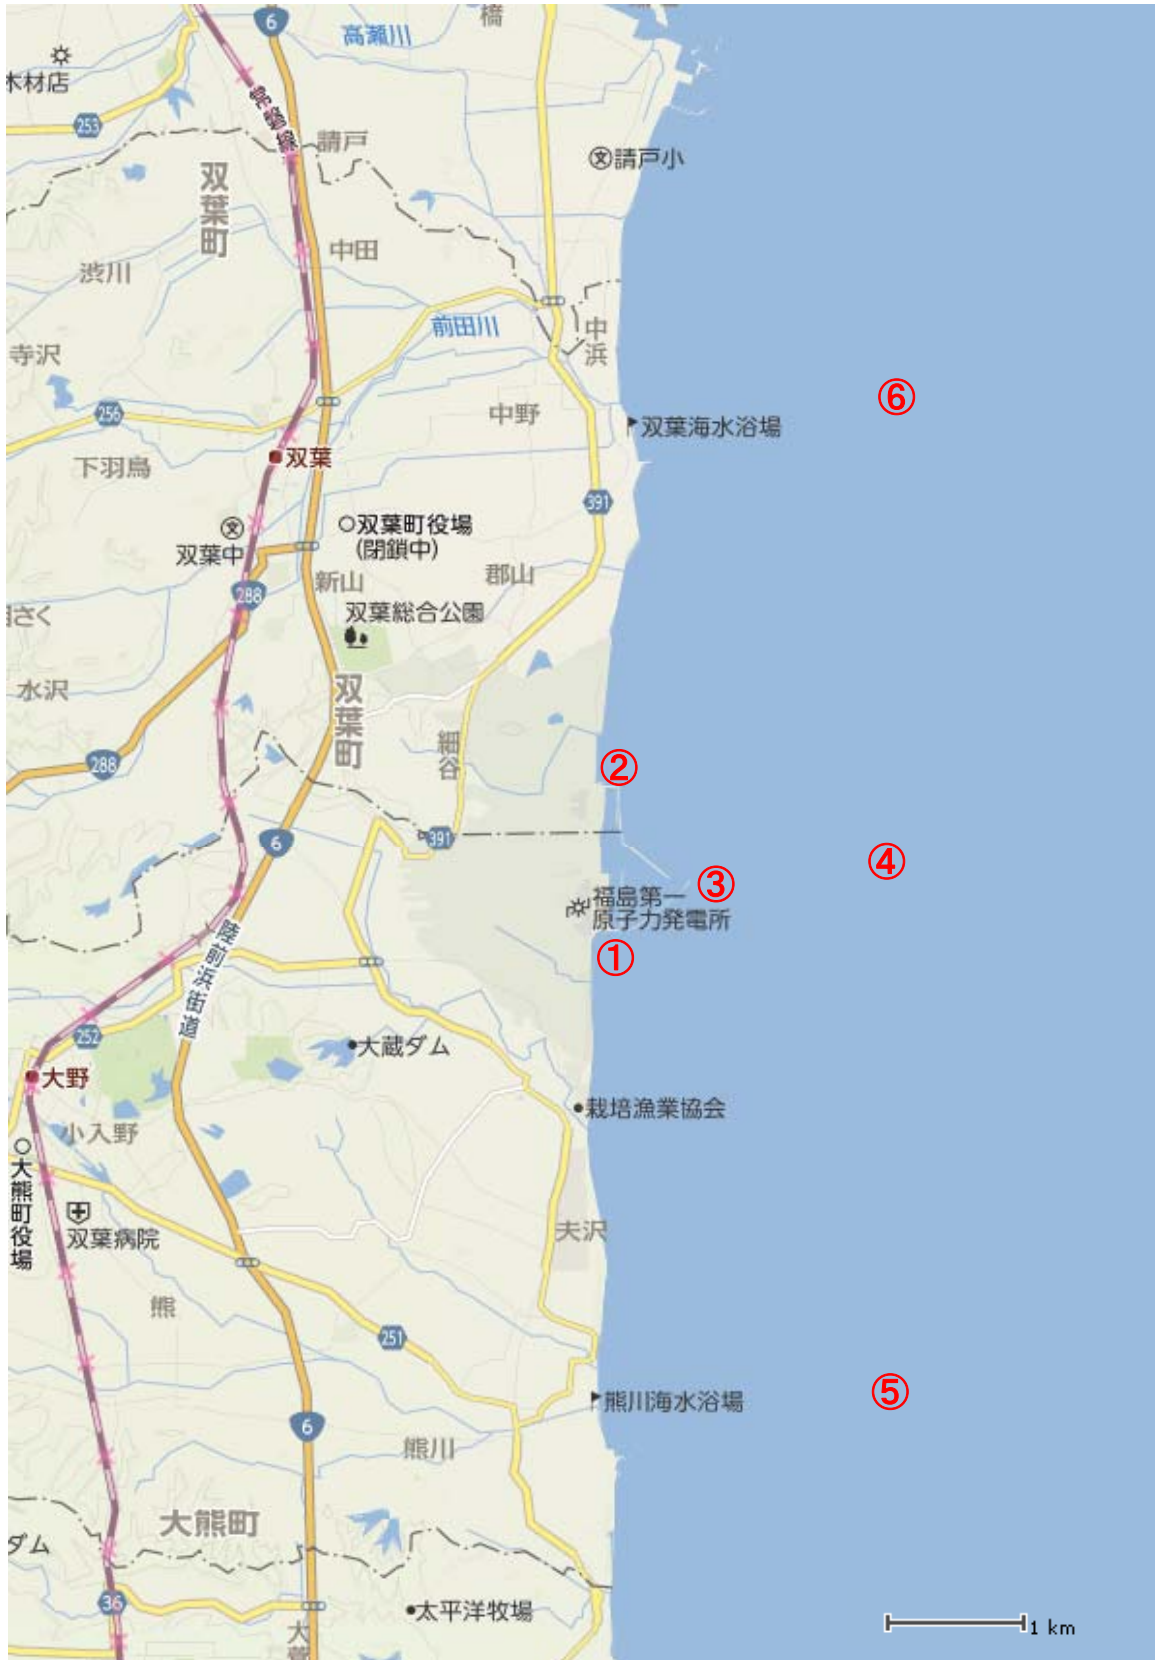 6
橋
高瀬川
木材店
253
常磐線
請戸
請戸小
双葉町
中田
渋川
前田川
中浜
寺沢
⑥
256
中野
双葉海水浴場
下羽鳥
双葉
391
双葉町役場
(閉鎖中)
双葉中
新山
郡山
288
双葉総合公園
水沢
双葉町
細谷
288
②
6
391
④
③
福島第一
原子力発電所
①
陸前浜街道
252
大蔵ダム
大野
栽培漁業協会
小入野
大熊町役場
双葉病院
夫沢
熊
251
⑤
熊川海水浴場
6
熊川
大熊町
ダム
36
太平洋牧場
1 km